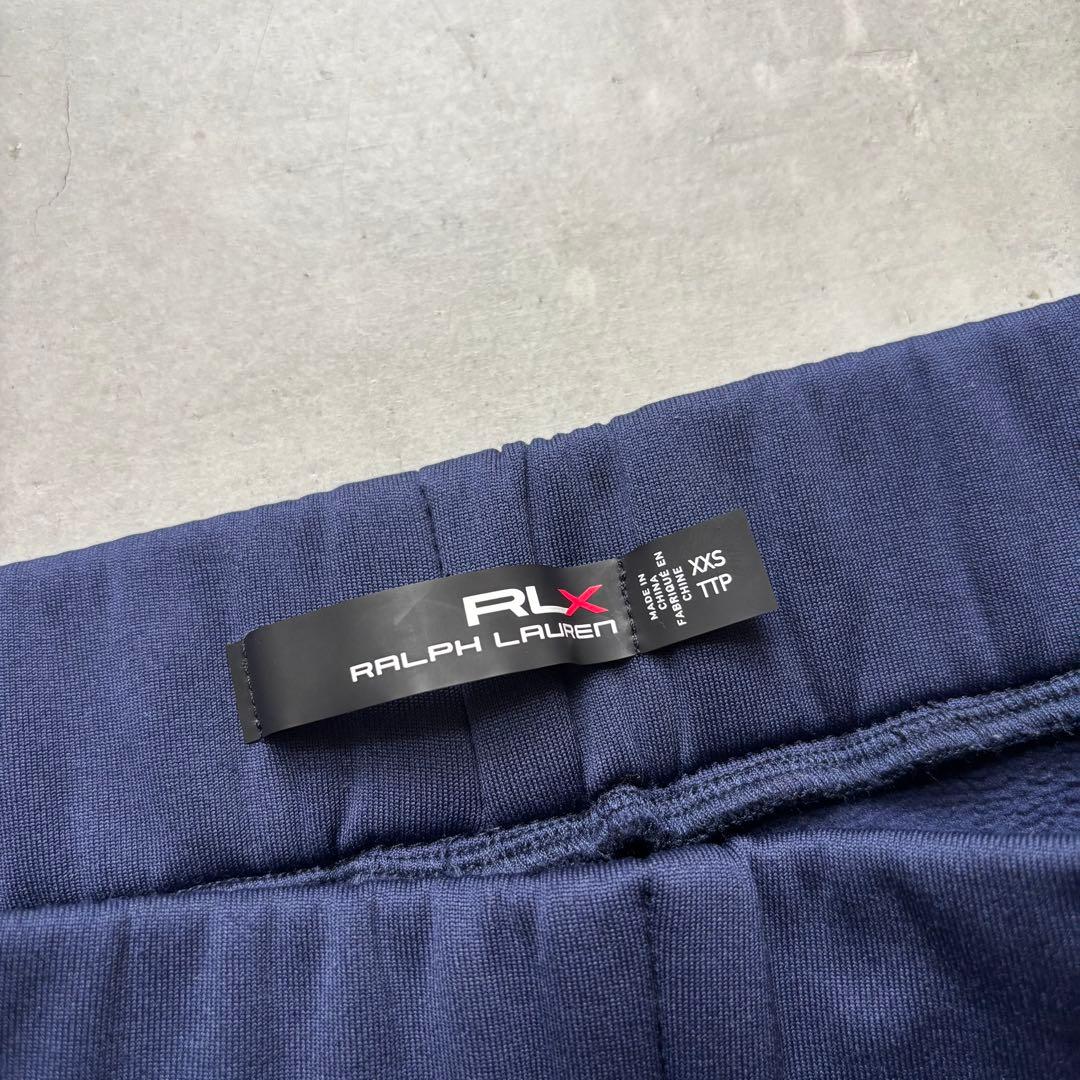 RLX
RALPH LAUREN
MADE IN
CHINA
FABRIQUÉ EN
CHINE
XXS
TTP